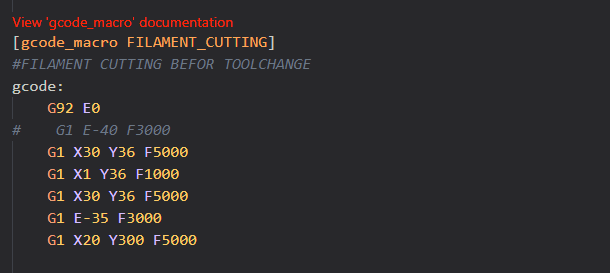 View 'gcode_macro' documentation
[gcode_macro FILAMENT_CUTTING]
#FILAMENT CUTTING BEFOR TOOLCHANGE
gcode:
    G92 E0
#    G1 E-40 F3000
    G1 X30 Y36 F5000
    G1 X1 Y36 F1000
    G1 X30 Y36 F5000
    G1 E-35 F3000
    G1 X20 Y300 F5000